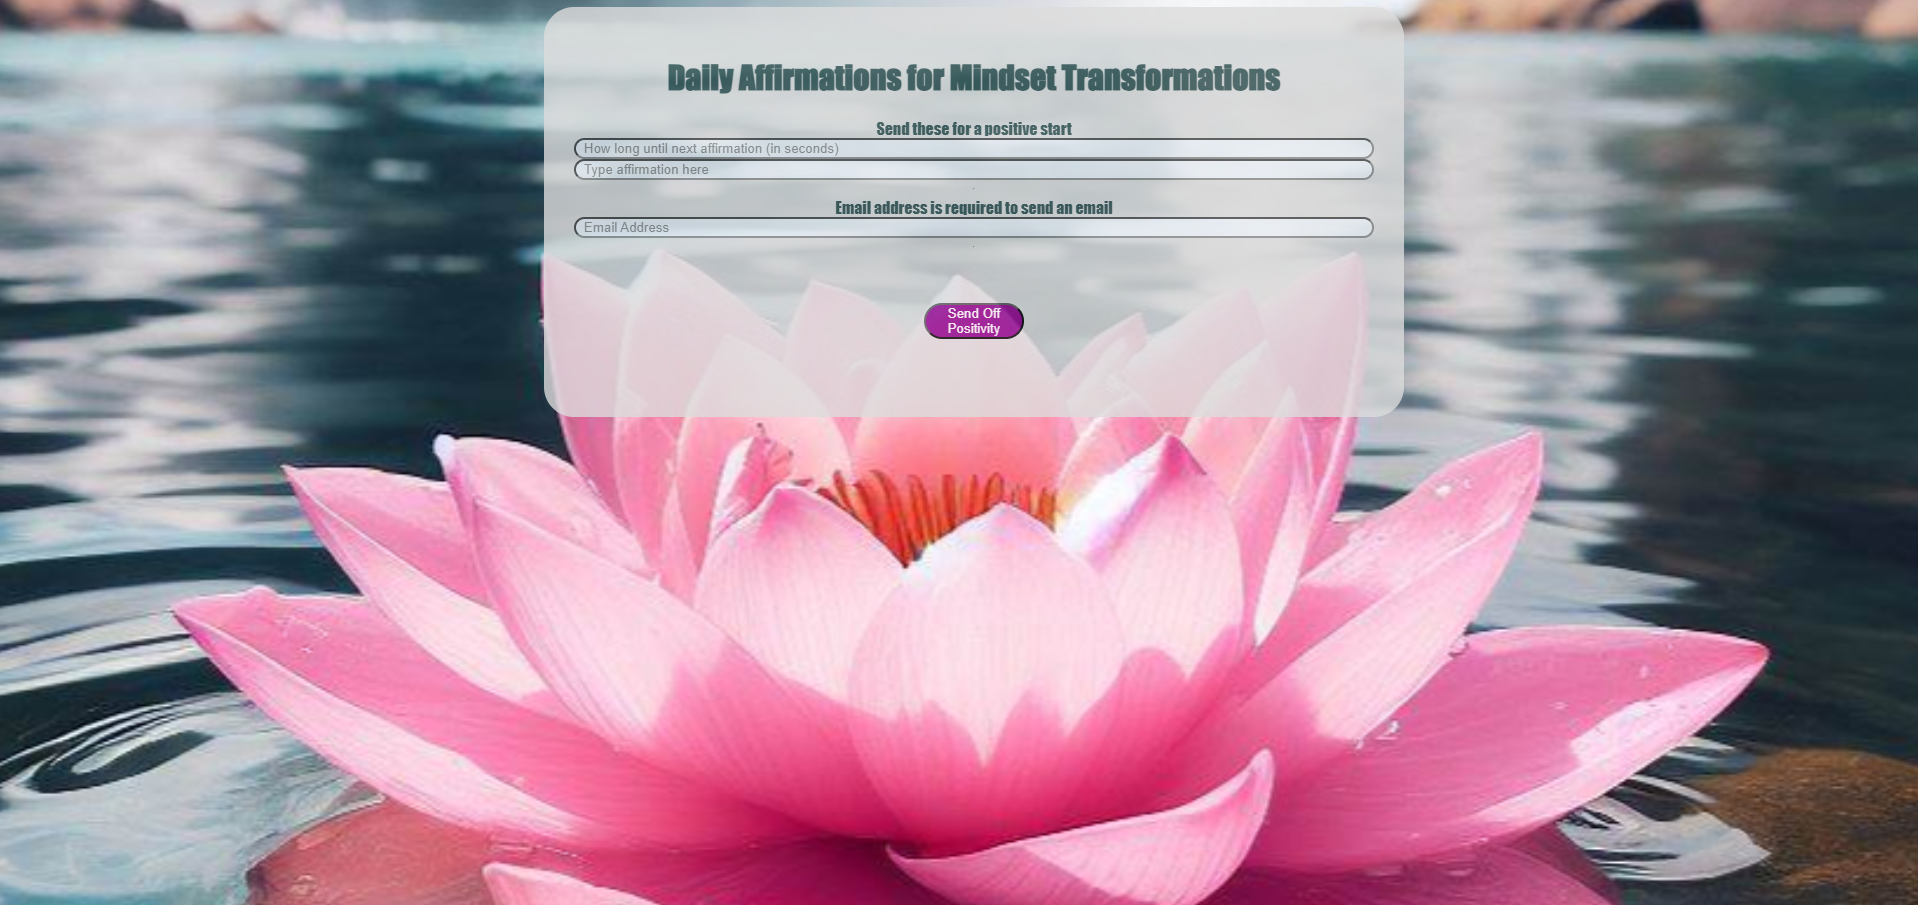 Daily Affirmations for Mindset Transformations
Send these for a positive start
How long until next affirmation (in seconds)
Type affirmation here
.
Email address is required to send an email
Email Address
.
Send Off
Positivity